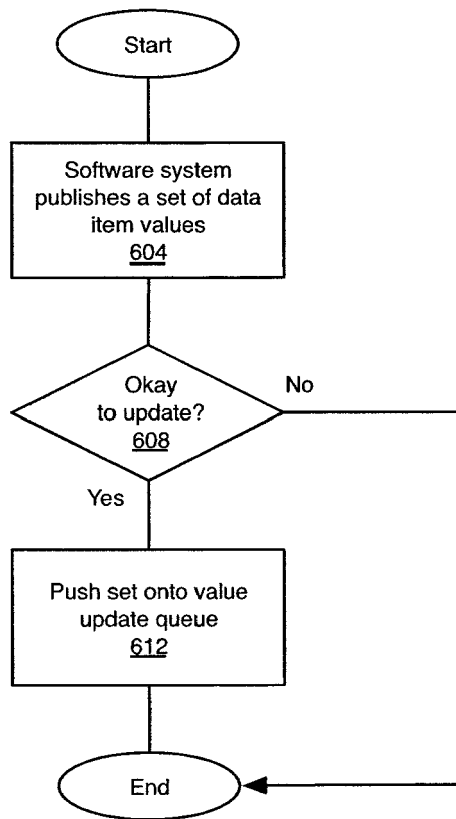 Start
Software system
publishes a set of data
item values
604
Okay
to update?
608
No
Yes
Push set onto value
update queue
612
End